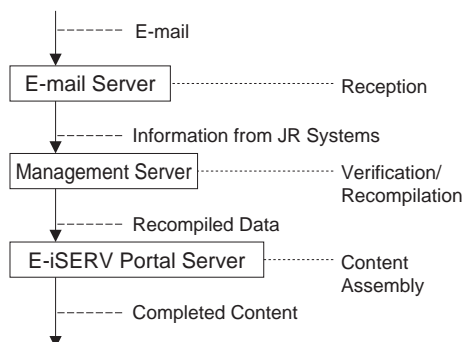 E-mail
E-mail Server
Reception
Information from JR Systems
Management Server
Verification/
Recompilation
Recompiled Data
E-iSERV Portal Server
Content
Assembly
Completed Content